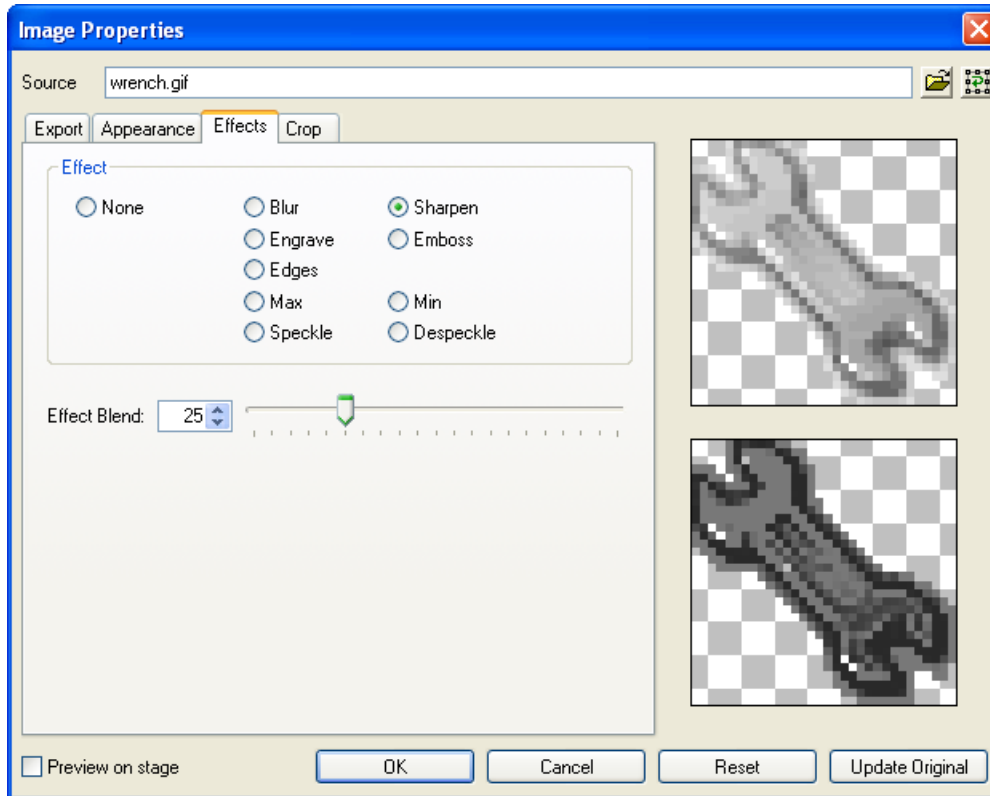 Image Properties
Source wrench.gif
Export Appearance Effects Crop
Effect
None Blur Sharpen
Engrave Emboss
Edges
Max Min
Speckle Despeckle
Effect Blend: 25
Preview on stage OK Cancel Reset Update Original